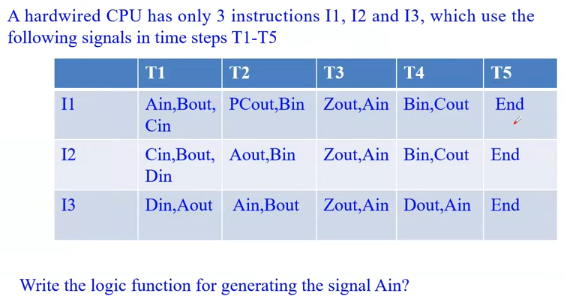 A hardwired CPU has only 3 instructions I1, I2 and I3, which use the
following signals in time steps T1-T5
T1 T2 T3 T4 T5
I1 Ain,Bout, PCout,Bin Zout,Ain Bin,Cout End
Cin
I2 Cin,Bout, Aout,Bin Zout,Ain Bin,Cout End
Din
I3 Din,Aout Ain,Bout Zout,Ain Dout,Ain End
Write the logic function for generating the signal Ain?